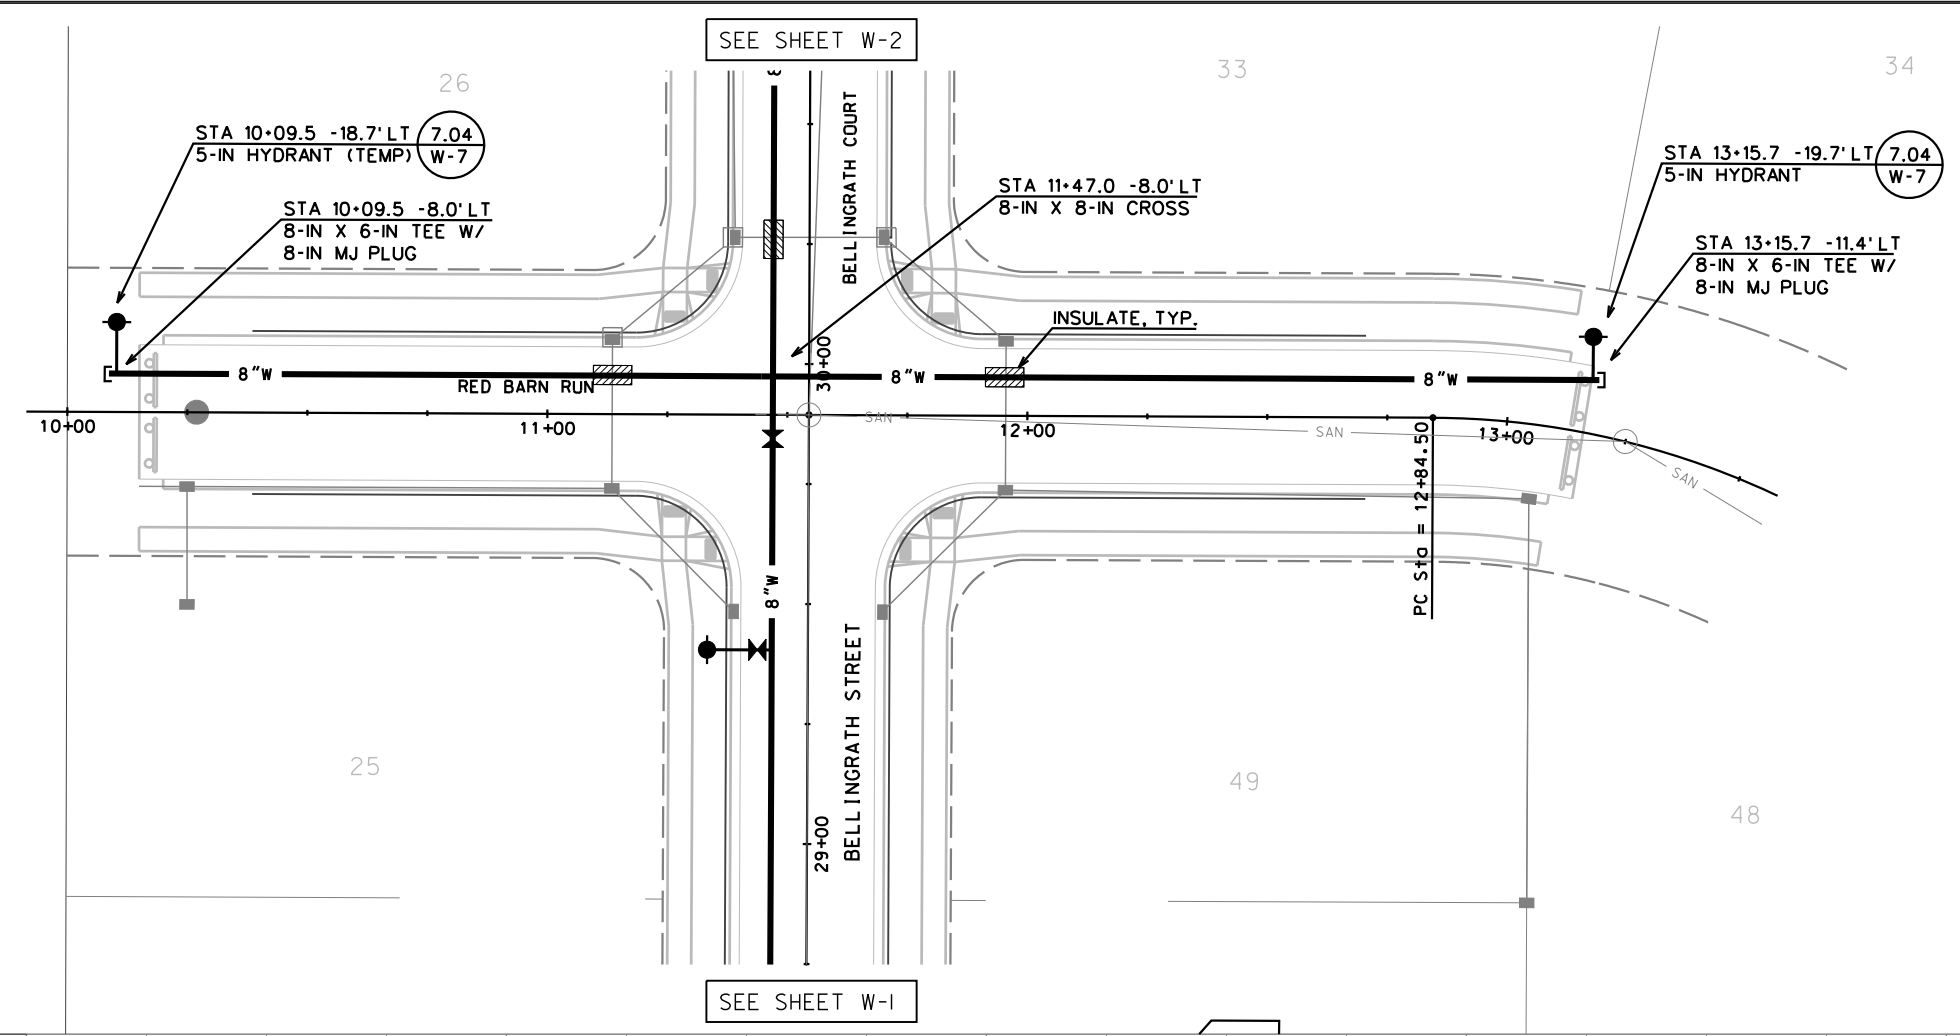 SEE SHEET W-2
26
33
34
STA 10+09.5 -18.7' LT
5-IN HYDRANT (TEMP)
7.04
W-7
STA 10+09.5 -8.0' LT
8-IN X 6-IN TEE W/
8-IN MJ PLUG
BELLINGRATH COURT
STA 11+47.0 -8.0' LT
8-IN X 8-IN CROSS
STA 13+15.7 -19.7' LT
5-IN HYDRANT
7.04
W-7
STA 13+15.7 -11.4' LT
8-IN X 6-IN TEE W/
8-IN MJ PLUG
INSULATE, TYP.
30+00
8"W
RED BARN RUN
8"W
8"W
10+00
11+00
SAN
12+00
SAN
13+00
SAN
PC Sta = 12+84.50
8"W
BELLINGRATH STREET
29+00
25
49
48
SEE SHEET W-1